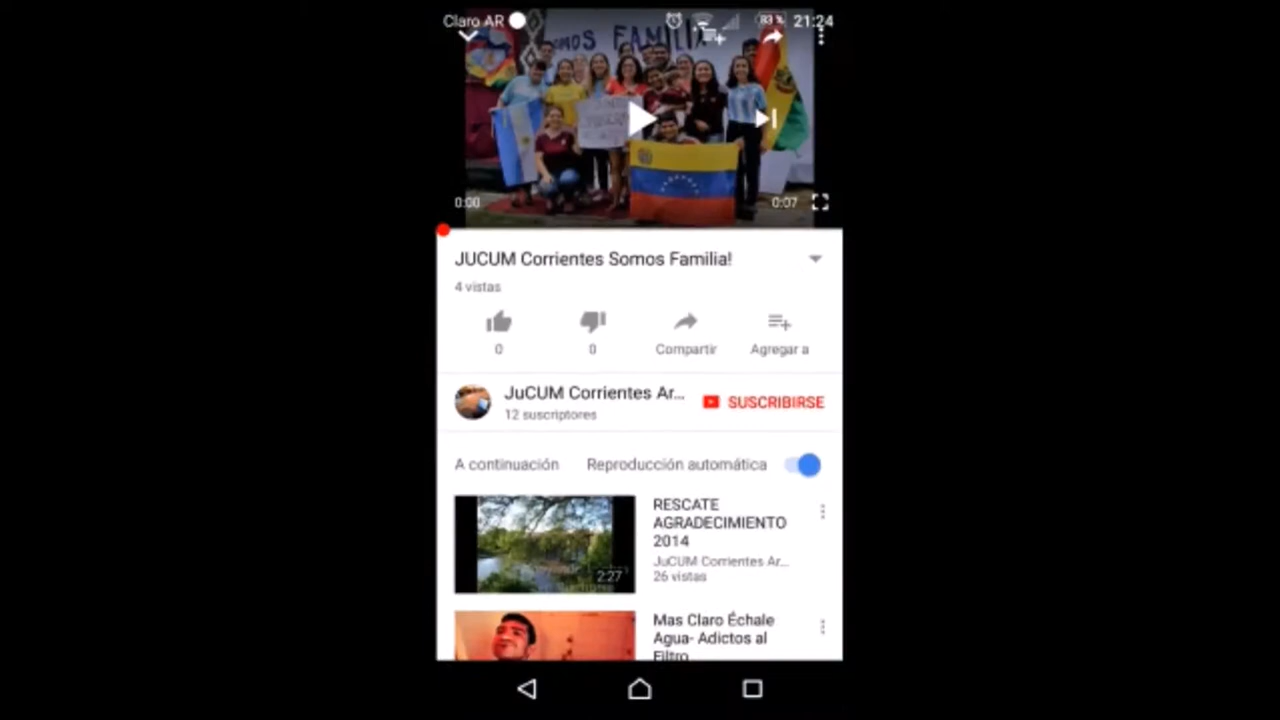 Claro AR 83 % 21:24
OMOS FAMILIA
0:00 0:07
JUCUM Corrientes Somos Familia!
4 vistas
0 0 Compartir Agregar a
JuCUM Corrientes Ar...
12 suscriptores
SUSCRIBIRSE
A continuación Reproducción automática
RESCATE
AGRADECIMIENTO
2014
JuCUM Corrientes Ar...
26 vistas
2:27
Mas Claro Échale
Agua- Adictos al
Filtro